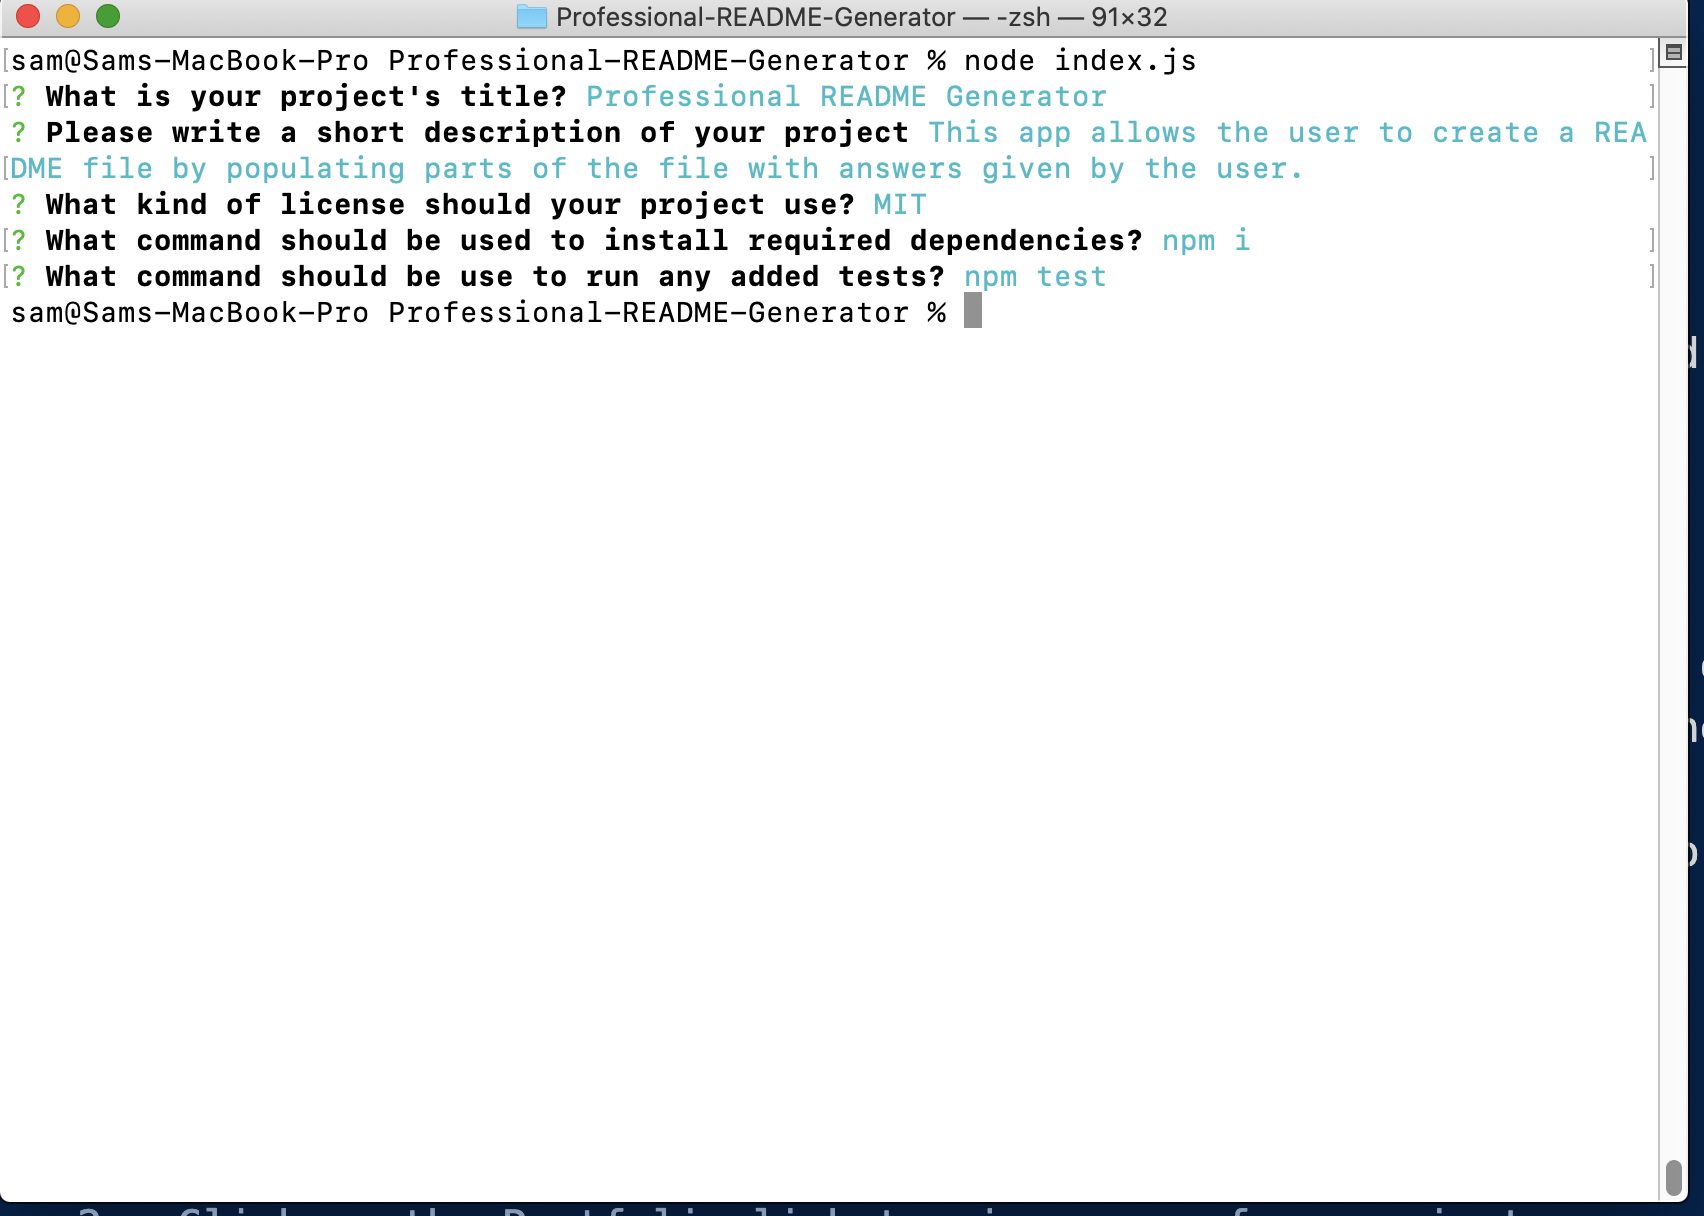 Professional-README-Generator — -zsh — 91×32
sam@Sams-MacBook-Pro Professional-README-Generator % node index.js
? What is your project's title? Professional README Generator
? Please write a short description of your project This app allows the user to create a REA
DME file by populating parts of the file with answers given by the user.
? What kind of license should your project use? MIT
? What command should be used to install required dependencies? npm i
? What command should be use to run any added tests? npm test
sam@Sams-MacBook-Pro Professional-README-Generator %